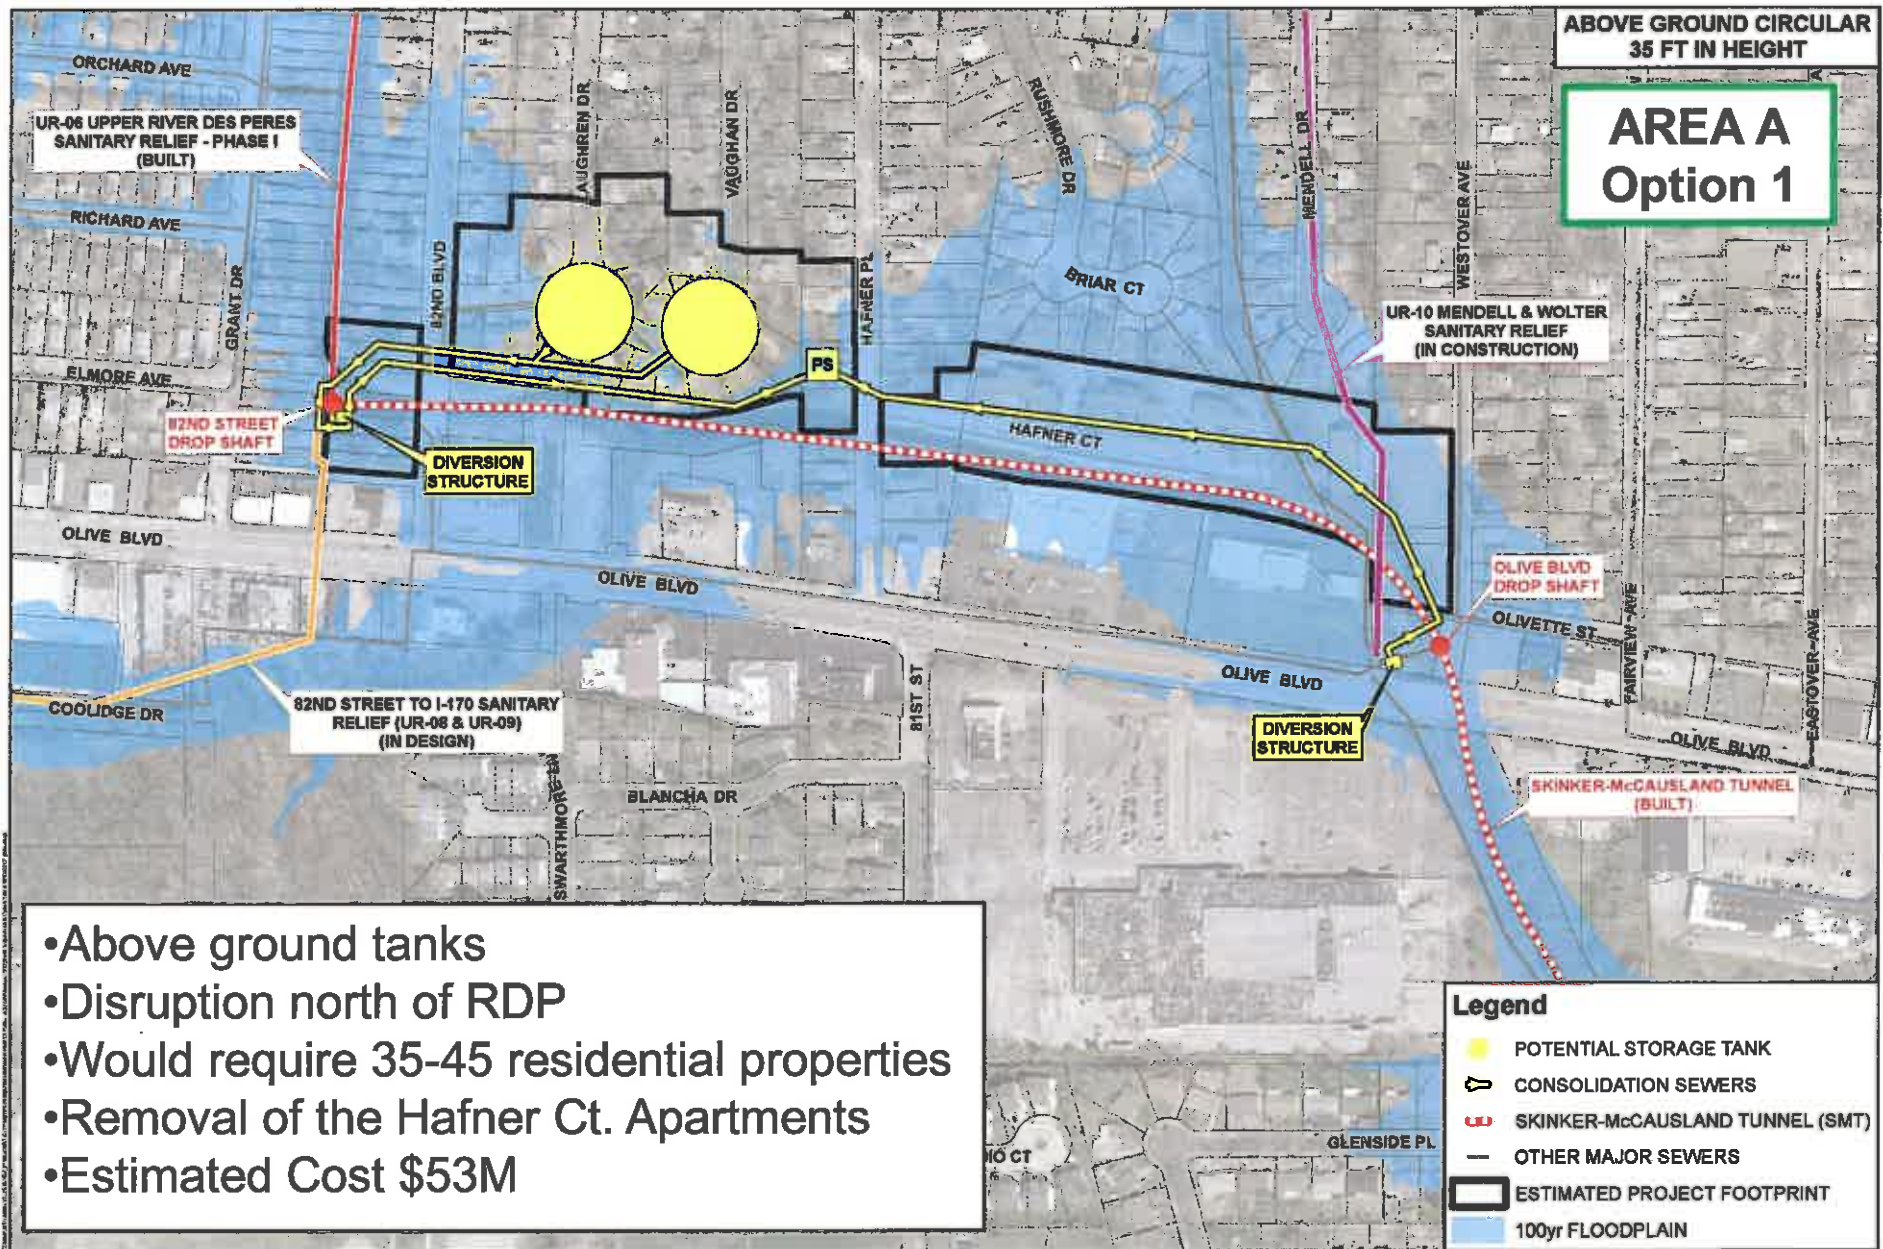 ABOVE GROUND CIRCULAR
35 FT IN HEIGHT
AREA A
Option 1
ORCHARD AVE
UR-06 UPPER RIVER DES PERES
SANITARY RELIEF - PHASE I
(BUILT)
RICHARD AVE
GRANT DR
ELMORE AVE
82ND BLVD
AUGHREN DR
VAUGHAN DR
HAFNER PL
RUSHMORE DR
BRIAR CT
MENDELL DR
WESTOVER AVE
UR-10 MENDELL & WOLTER
SANITARY RELIEF
(IN CONSTRUCTION)
PS
82ND STREET
DROP SHAFT
DIVERSION
STRUCTURE
HAFNER CT
OLIVE BLVD
OLIVE BLVD
OLIVE BLVD DROP SHAFT
OLIVETTE ST
FAIRVIEW AVE
EASTOVER AVE
OLIVE BLVD
OLIVE BLVD
81ST ST
COOLIDGE DR
82ND STREET TO I-170 SANITARY
RELIEF (UR-08 & UR-09)
(IN DESIGN)
DIVERSION
STRUCTURE
SWARTHMORE LN
BLANCHA DR
SKINKER-McCAUSLAND TUNNEL
(BUILT)
•Above ground tanks
•Disruption north of RDP
•Would require 35-45 residential properties
•Removal of the Hafner Ct. Apartments
•Estimated Cost $53M
CT
GLENSIDE PL
Legend
POTENTIAL STORAGE TANK
CONSOLIDATION SEWERS
SKINKER-McCAUSLAND TUNNEL (SMT)
OTHER MAJOR SEWERS
ESTIMATED PROJECT FOOTPRINT
100yr FLOODPLAIN